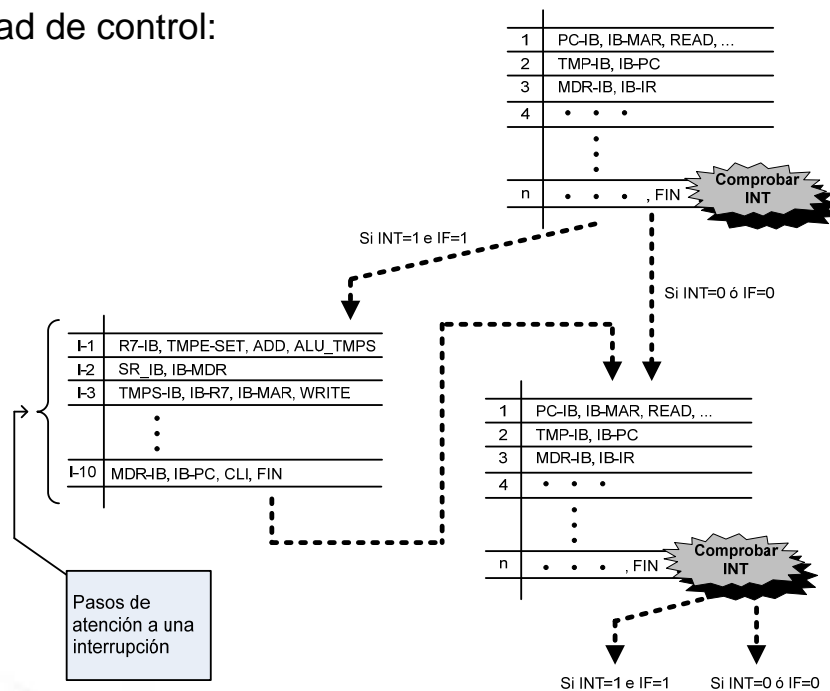 ad de control:
1 PC-IB, IB-MAR, READ, ...
2 TMP-IB, IB-PC
3 MDR-IB, IB-IR
4 . . .
n . . . , FIN
Comprobar
INT
Si INT=1 e IF=1
Si INT=0 ó IF=0
I-1 R7-IB, TMPE-SET, ADD, ALU_TMPS
I-2 SR_IB, IB-MDR
I-3 TMPS-IB, IB-R7, IB-MAR, WRITE
I-10 MDR-IB, IB-PC, CLI, FIN
1 PC-IB, IB-MAR, READ, ...
2 TMP-IB, IB-PC
3 MDR-IB, IB-IR
4 . . .
n . . . , FIN
Comprobar
INT
Pasos de
atención a una
interrupción
Si INT=1 e IF=1
Si INT=0 ó IF=0